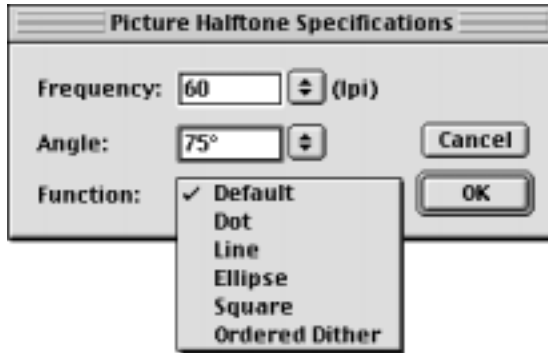 Picture Halftone Specifications
Frequency: 60 (lpi)
Angle: 75° Cancel
Function: ✓ Default OK
Dot
Line
Ellipse
Square
Ordered Dither